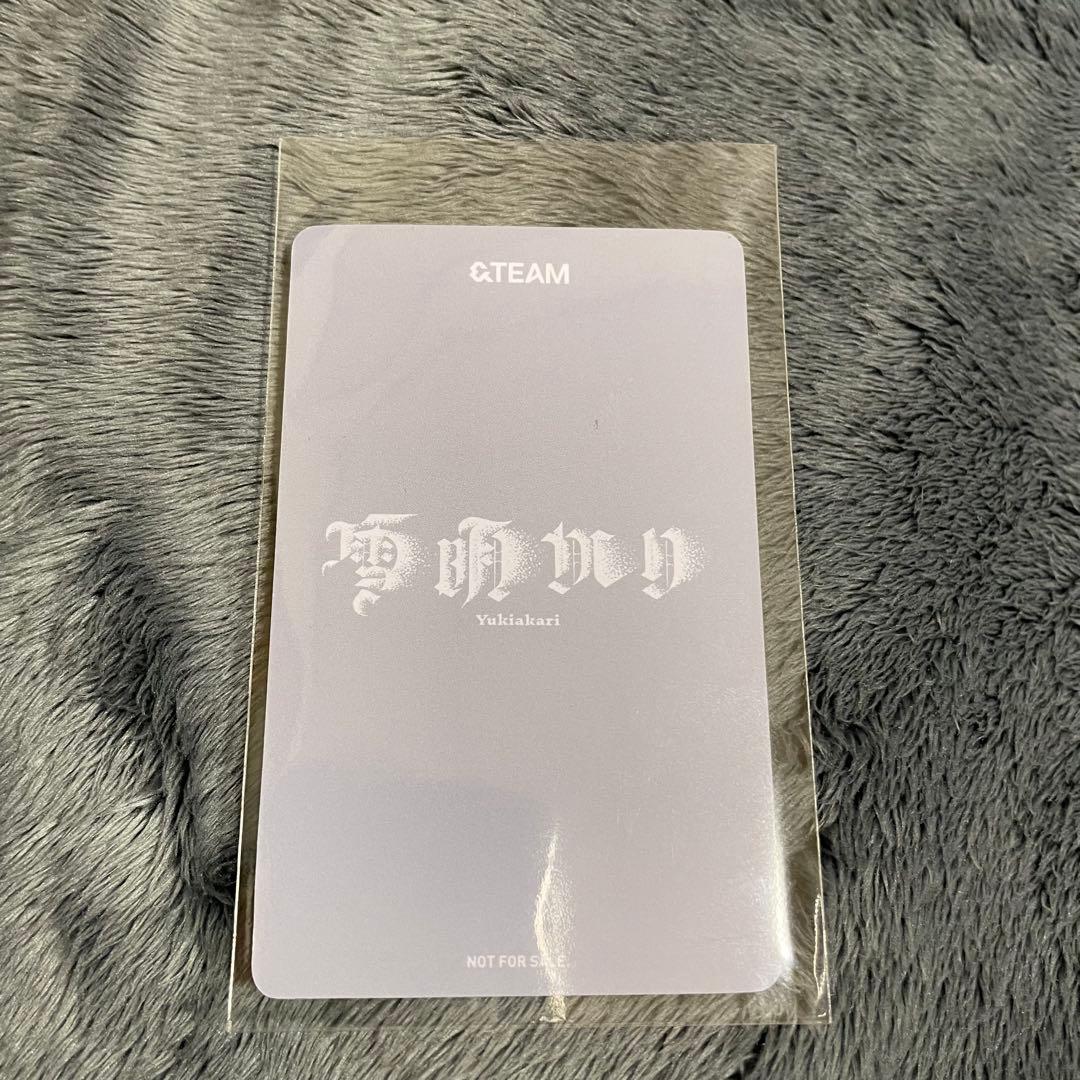 &TEAM
雪明かり
Yukiakari
NOT FOR SALE.